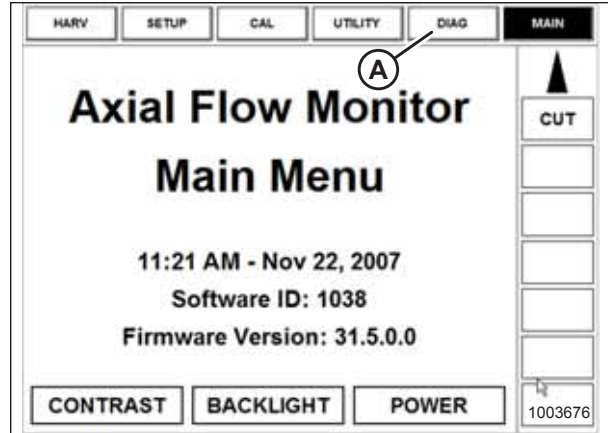 HARV SETUP CAL UTILITY DIAG MAIN
A
Axial Flow Monitor
CUT
Main Menu
11:21 AM - Nov 22, 2007
Software ID: 1038
Firmware Version: 31.5.0.0
CONTRAST BACKLIGHT POWER
1003676